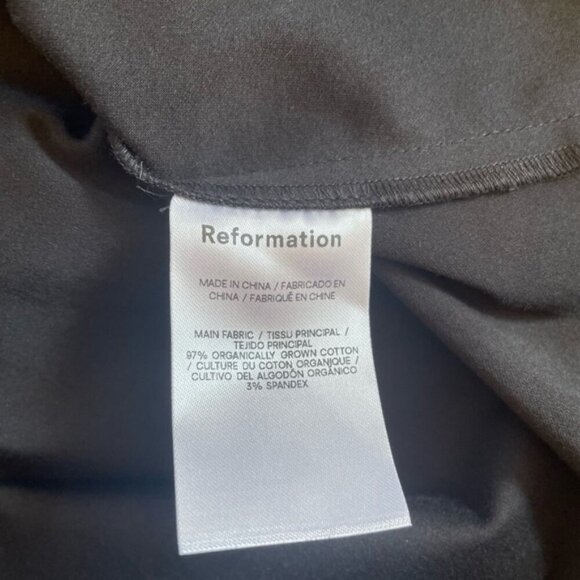 Reformation
MADE IN CHINA / FABRICADO EN
CHINA / FABRIQUÉ EN CHINE
MAIN FABRIC / TISSU PRINCIPAL /
TEJIDO PRINCIPAL
97% ORGANICALLY GROWN COTTON
/ CULTURE DU COTON ORGANIQUE /
CULTIVO DEL ALGODÓN ORGÁNICO
3% SPANDEX